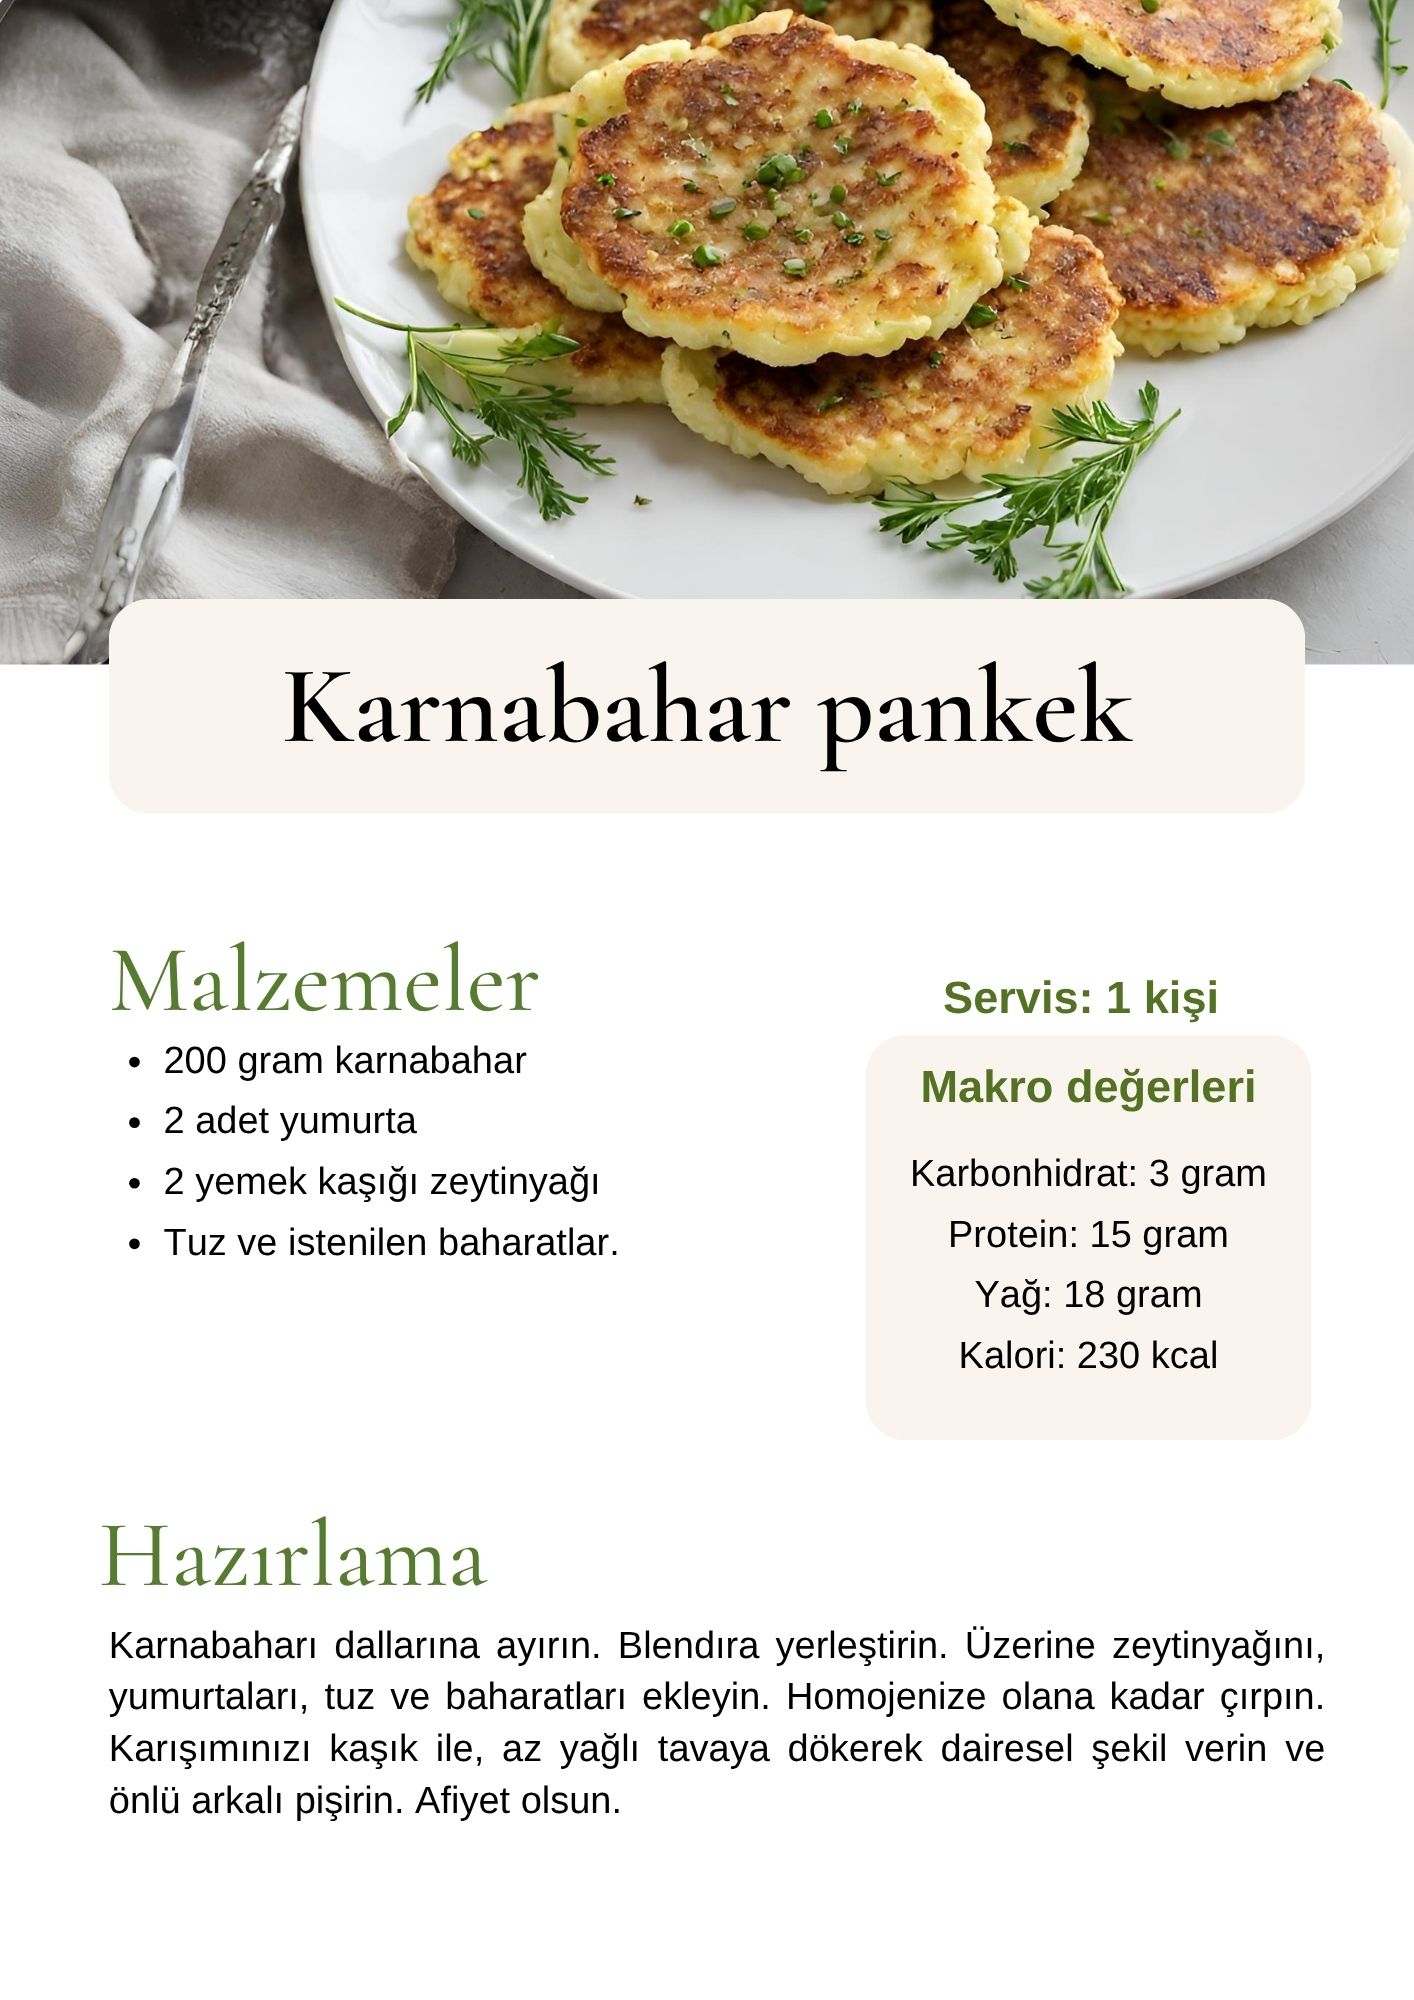 Karnabahar pankek
Malzemeler
• 200 gram karnabahar
• 2 adet yumurta
• 2 yemek kaşığı zeytinyağı
• Tuz ve istenilen baharatlar.
Servis: 1 kişi
Makro değerleri
Karbonhidrat: 3 gram
Protein: 15 gram
Yağ: 18 gram
Kalori: 230 kcal
Hazırlama
Karnabaharı dallarına ayırın. Blendıra yerleştirin. Üzerine zeytinyağını,
yumurtaları, tuz ve baharatları ekleyin. Homojenize olana kadar çırpın.
Karışımınızı kaşık ile, az yağlı tavaya dökerek dairesel şekil verin ve
önlü arkalı pişirin. Afiyet olsun.